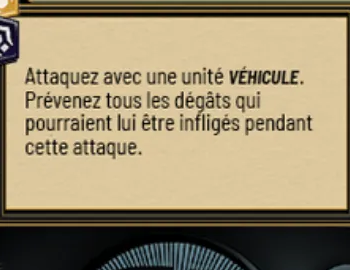 Attaquez avec une unité VÉHICULE.
Prévenez tous les dégâts qui
pourraient lui être infligés pendant
cette attaque.